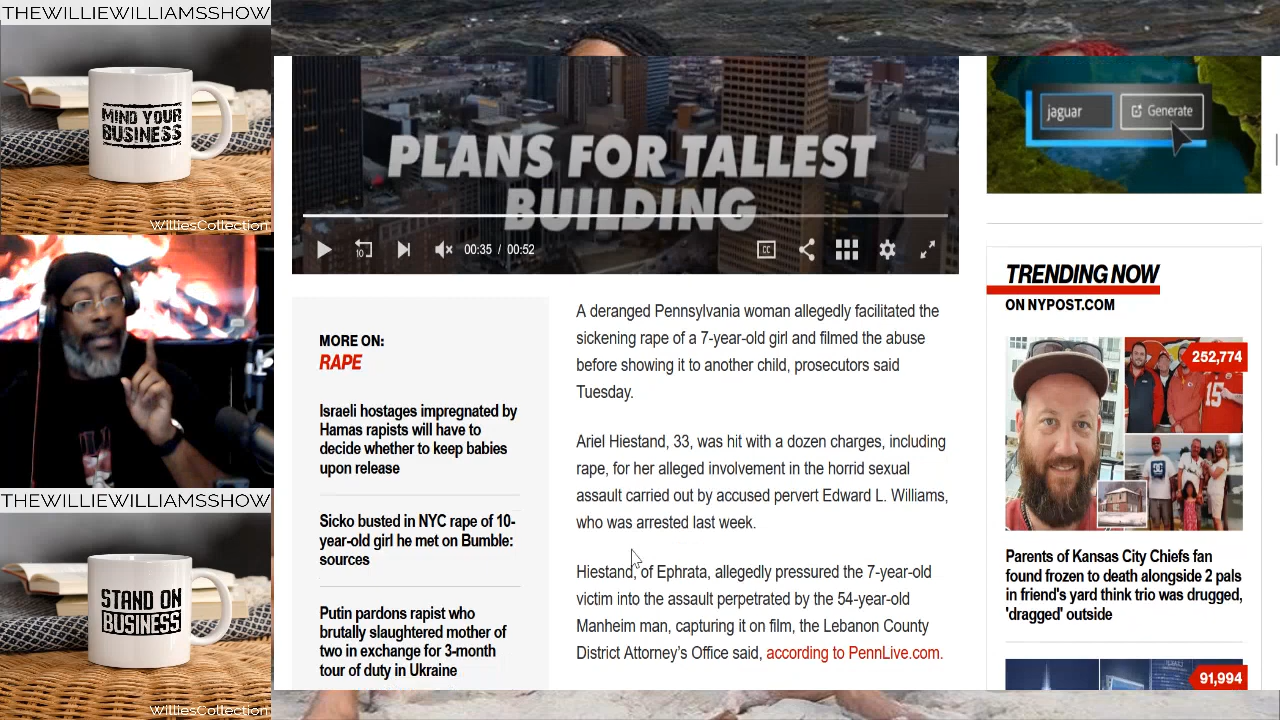 THEWILLIEWILLIAMSSHOW
MIND YOUR
BUSINESS
WilliesCollection
THEWILLIEWILLIAMSSHOW
STAND ON
BUSINESS
WilliesCollection
PLANS FOR TALLEST
BUILDING
10
00:35 / 00:52
CC
MORE ON:
RAPE
Israeli hostages impregnated by
Hamas rapists will have to
decide whether to keep babies
upon release
Sicko busted in NYC rape of 10-
year-old girl he met on Bumble:
sources
Putin pardons rapist who
brutally slaughtered mother of
two in exchange for 3-month
tour of duty in Ukraine
A deranged Pennsylvania woman allegedly facilitated the
sickening rape of a 7-year-old girl and filmed the abuse
before showing it to another child, prosecutors said
Tuesday.
Ariel Hiestand, 33, was hit with a dozen charges, including
rape, for her alleged involvement in the horrid sexual
assault carried out by accused pervert Edward L. Williams,
who was arrested last week.
Hiestand, of Ephrata, allegedly pressured the 7-year-old
victim into the assault perpetrated by the 54-year-old
Manheim man, capturing it on film, the Lebanon County
District Attorney's Office said, according to PennLive.com.
jaguar
Generate
TRENDING NOW
ON NYPOST.COM
252,774
15
Parents of Kansas City Chiefs fan
found frozen to death alongside 2 pals
in friend's yard think trio was drugged,
'dragged' outside
91,994